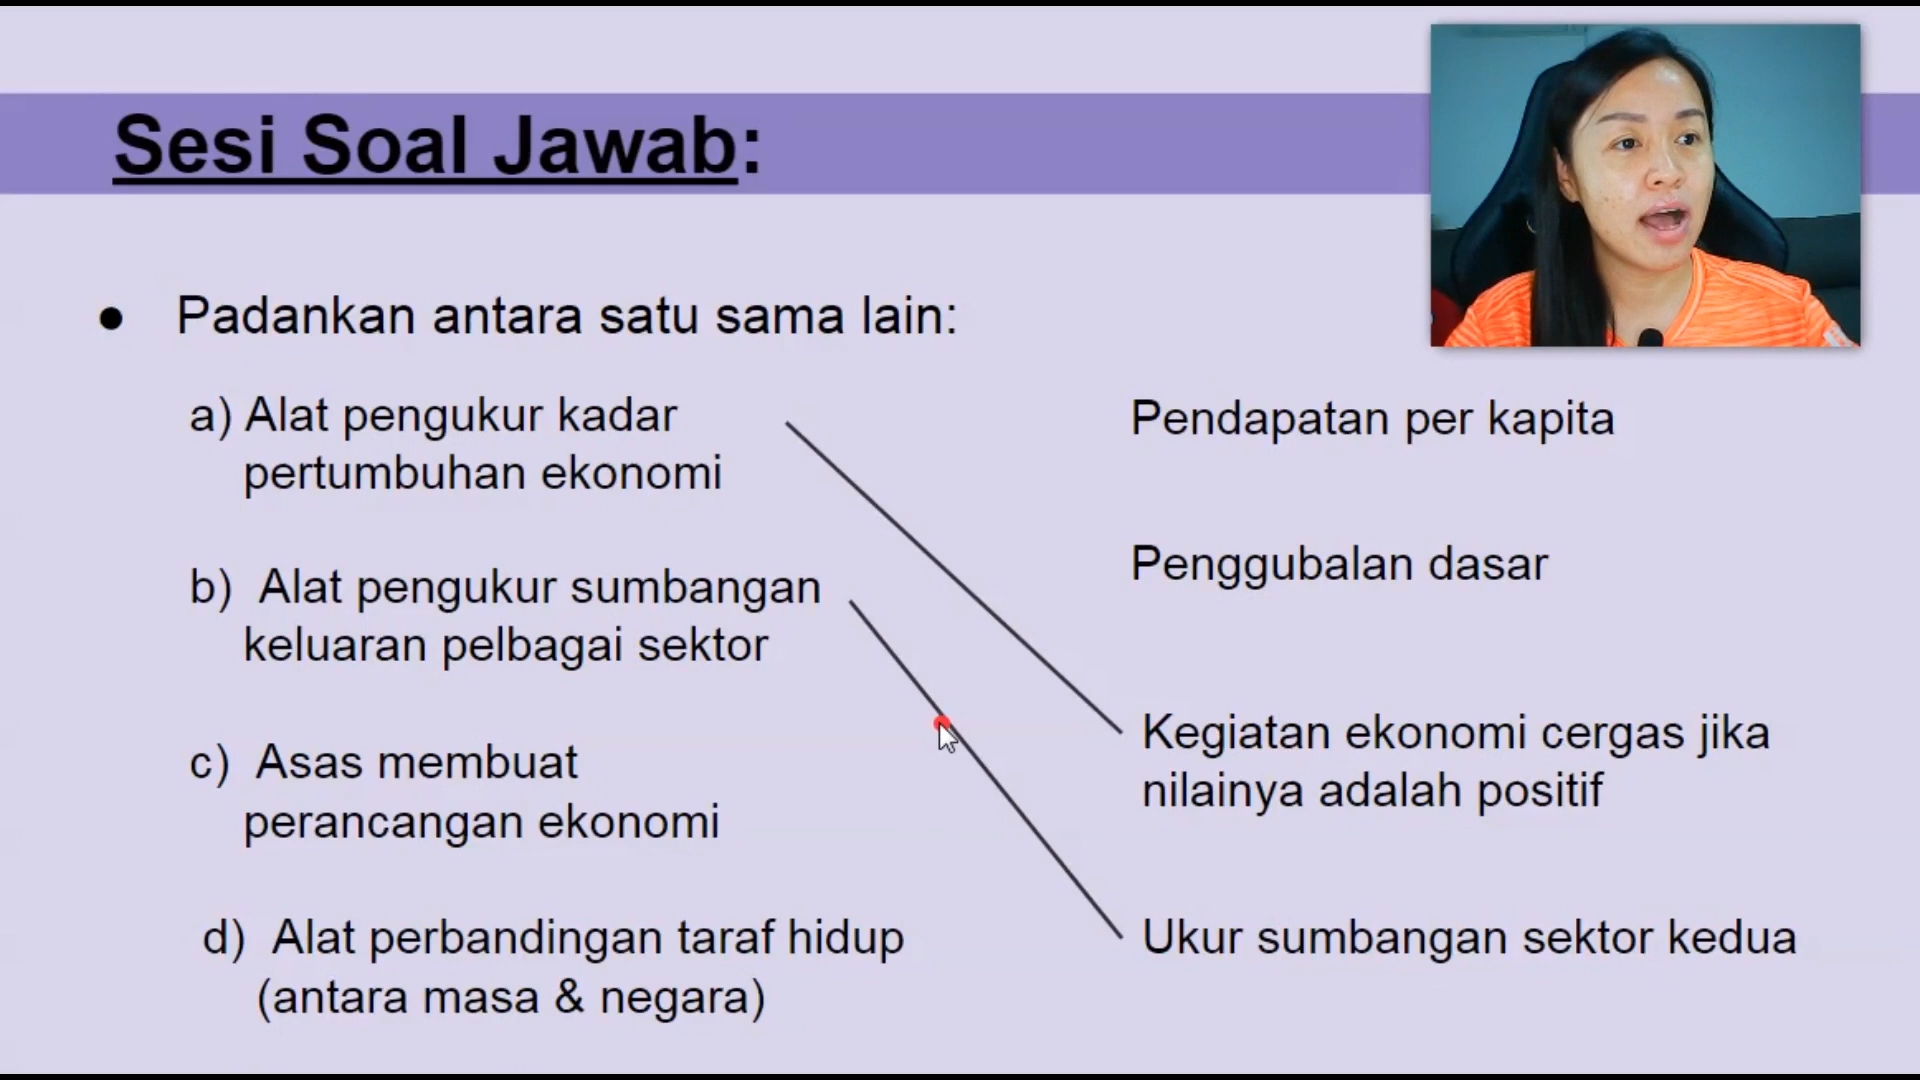 Sesi Soal Jawab:
● Padankan antara satu sama lain:
a) Alat pengukur kadar
pertumbuhan ekonomi
b) Alat pengukur sumbangan
keluaran pelbagai sektor
c) Asas membuat
perancangan ekonomi
d) Alat perbandingan taraf hidup
(antara masa & negara)
Pendapatan per kapita
Penggubalan dasar
Kegiatan ekonomi cergas jika
nilainya adalah positif
Ukur sumbangan sektor kedua